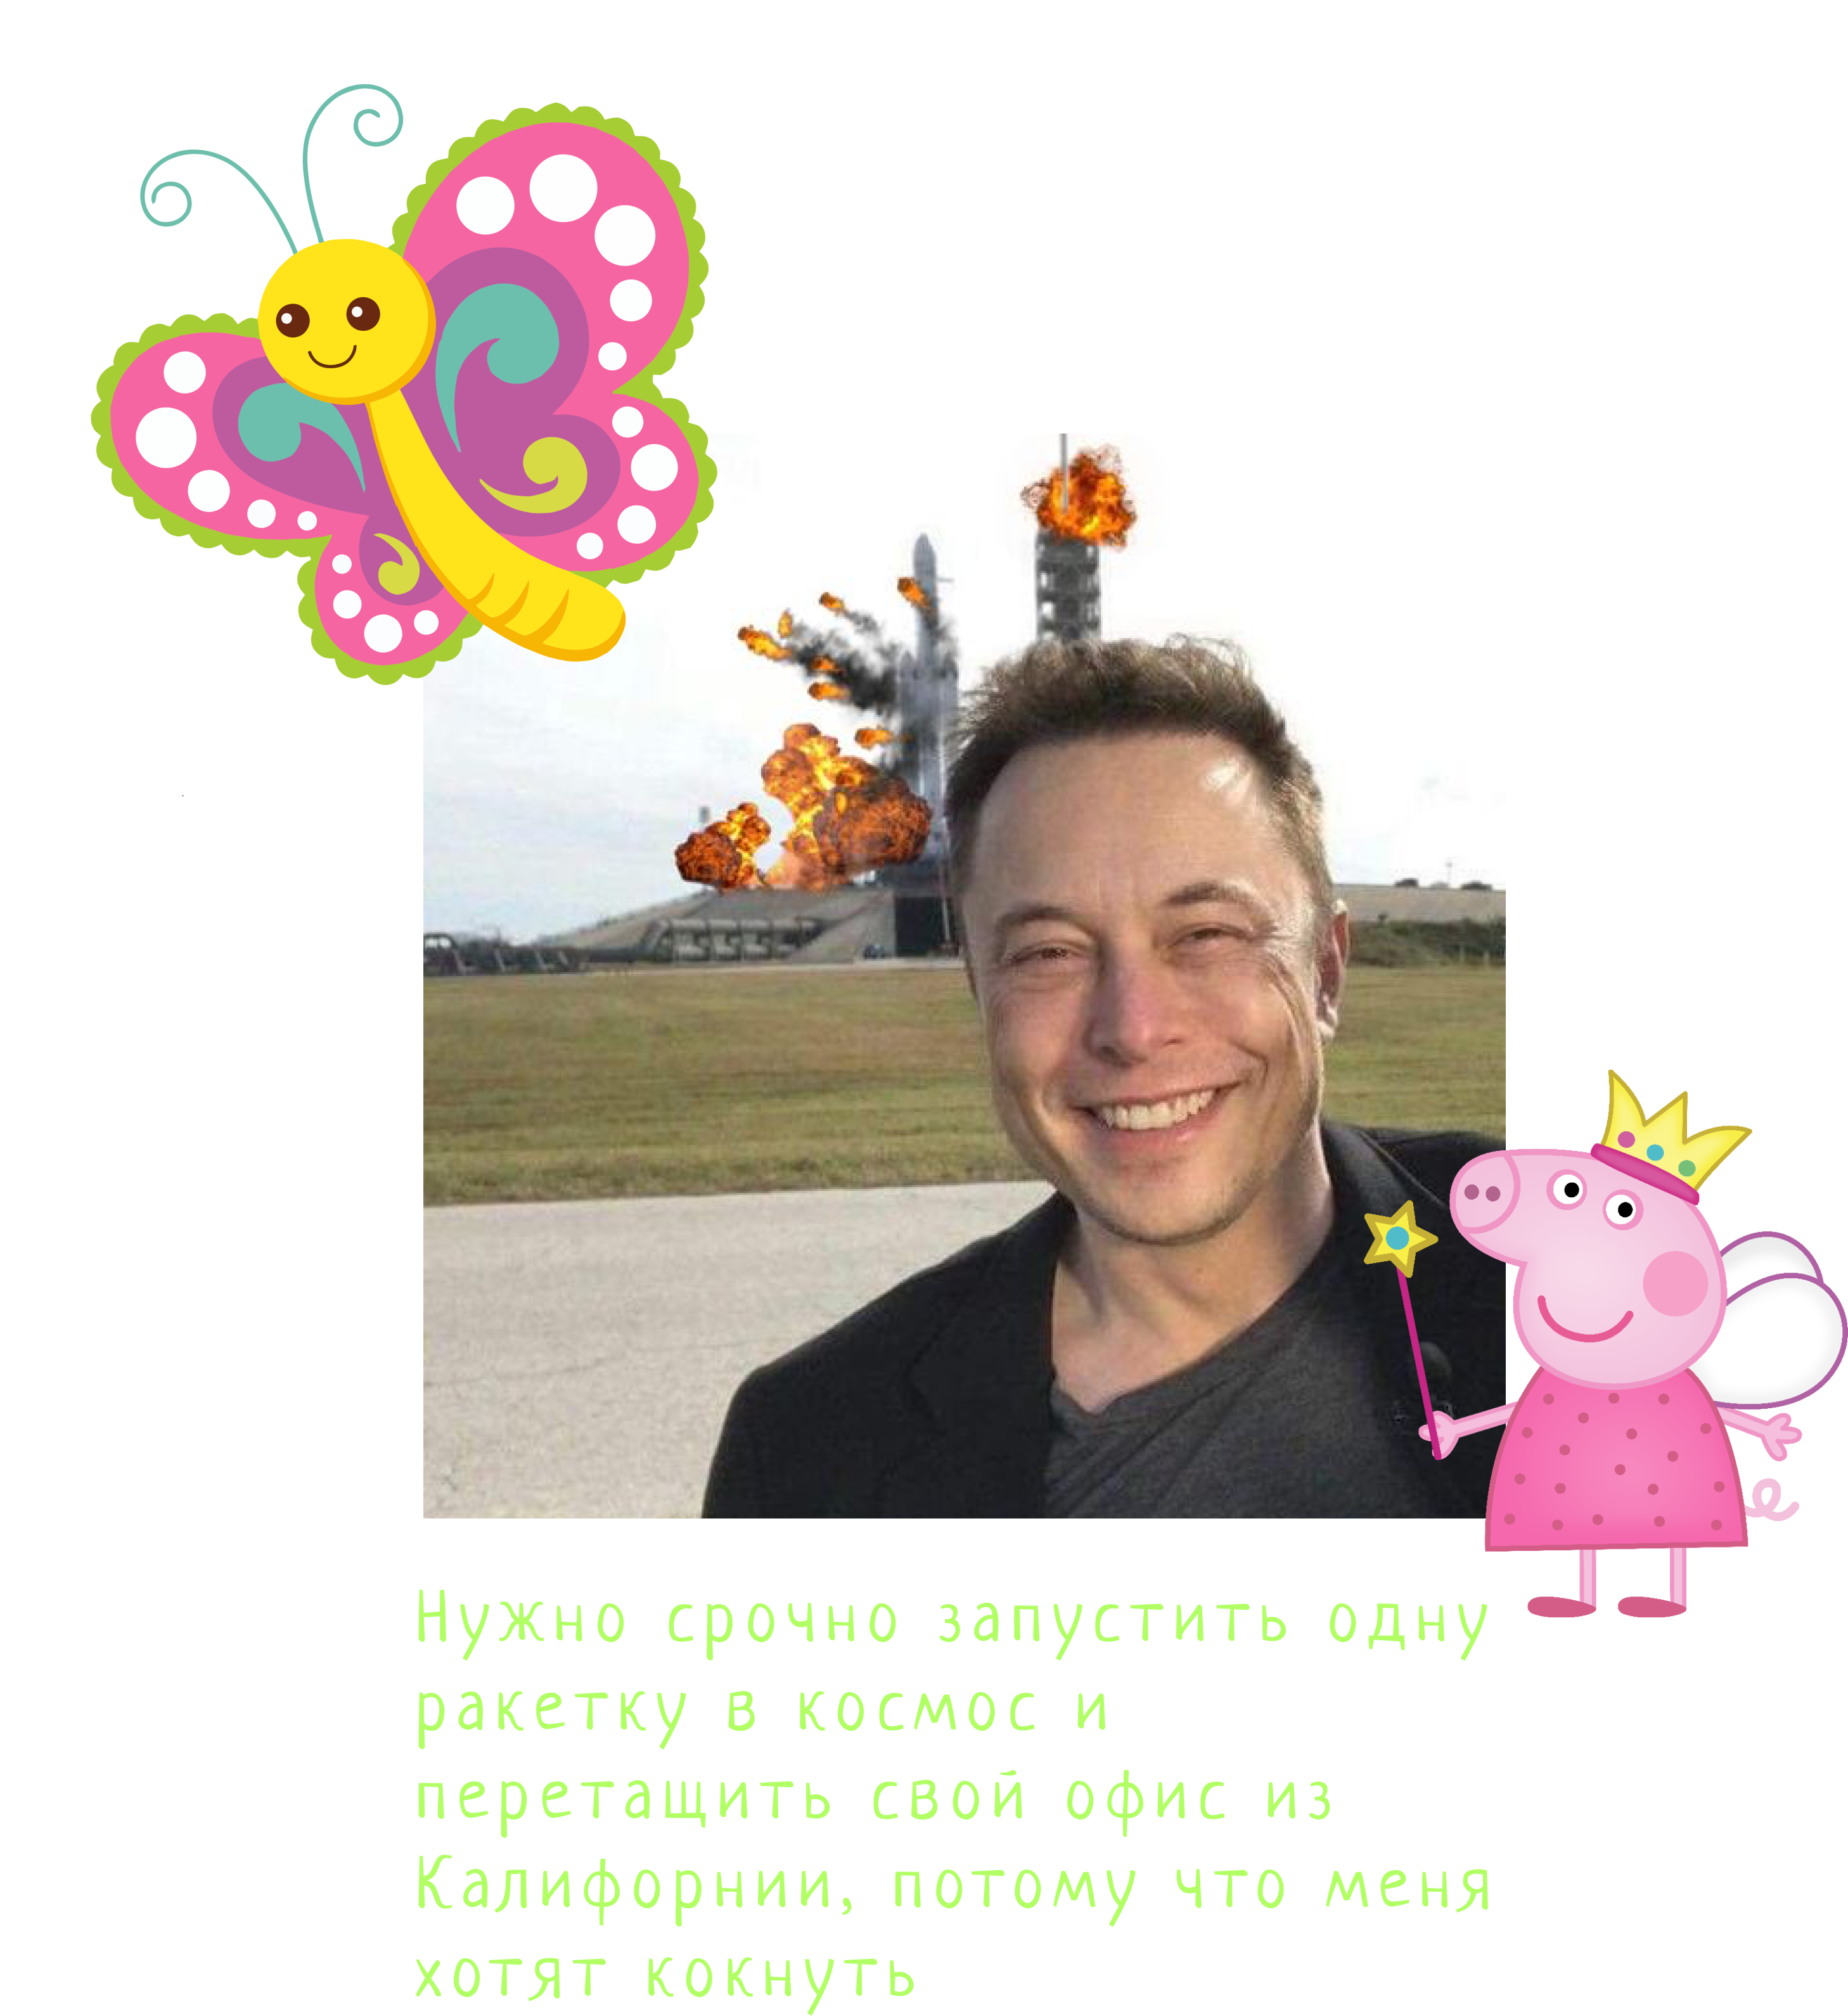 Нужно срочно запустить одну
ракетку в космос и
перетащить свой офис из
Калифорнии, потому что меня
хотят кокнуть